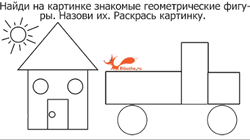 Найди на картинке знакомые геометрические фигу-
ры. Назови их. Раскрась картинку.